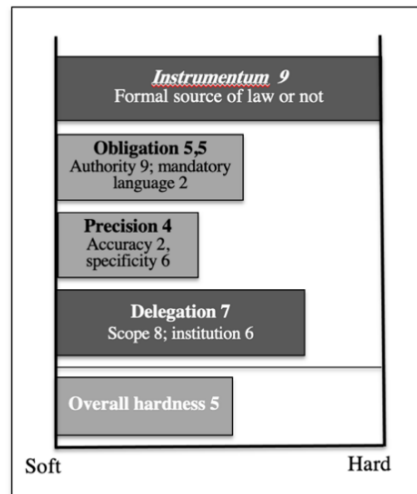 Instrumentum 9
Formal source of law or not
Obligation 5,5
Authority 9; mandatory
language 2
Precision 4
Accuracy 2,
specificity 6
Delegation 7
Scope 8; institution 6
Overall hardness 5
Soft
Hard